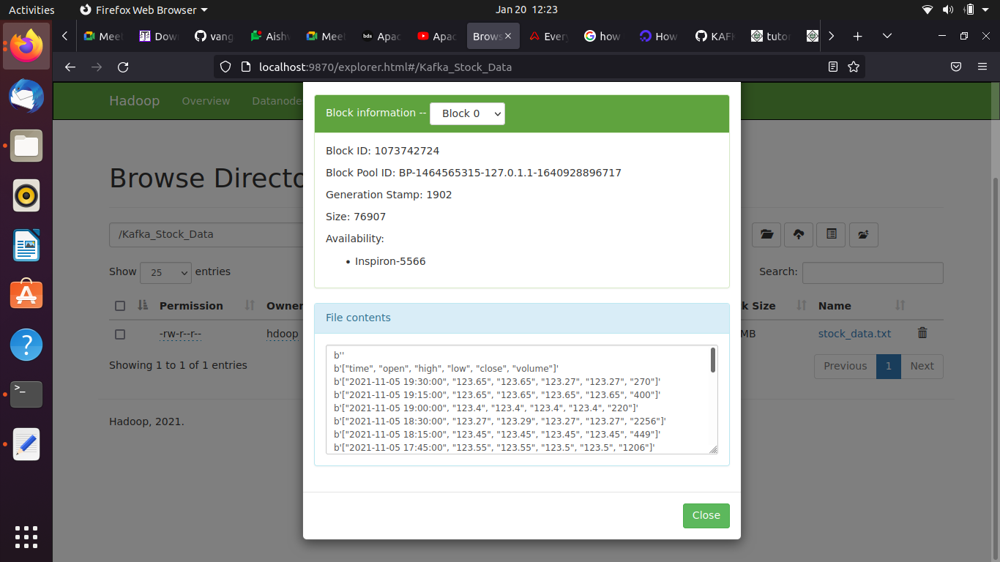 Activities
Firefox Web Browser
Jan 20 12:23
Meet
Dow
vang
Aish
Meet
bds Apac
Apac
Brows
Every
how
How
KAFK
tutor
localhost:9870/explorer.html#/Kafka_Stock_Data
Hadoop
Overview
Datanode
Browse Directo
/Kafka_Stock_Data
Show 25 entries
Search:
Permission
Owner
k Size
Name
-rw-r--r--
hdoop
MB
stock_data.txt
Showing 1 to 1 of 1 entries
Previous 1 Next
Hadoop, 2021.
Block information -- Block 0
Block ID: 1073742724
Block Pool ID: BP-1464565315-127.0.1.1-1640928896717
Generation Stamp: 1902
Size: 76907
Availability:
Inspiron-5566
File contents
b''
b'["time", "open", "high", "low", "close", "volume"]'
b'["2021-11-05 19:30:00", "123.65", "123.65", "123.27", "123.27", "270"]'
b'["2021-11-05 19:15:00", "123.65", "123.65", "123.65", "123.65", "400"]'
b'["2021-11-05 19:00:00", "123.4", "123.4", "123.4", "123.4", "220"]'
b'["2021-11-05 18:30:00", "123.27", "123.29", "123.27", "123.27", "2256"]'
b'["2021-11-05 18:15:00", "123.45", "123.45", "123.45", "123.45", "449"]'
b'["2021-11-05 17:45:00", "123.55", "123.55", "123.5", "123.5", "1206"]'
Close